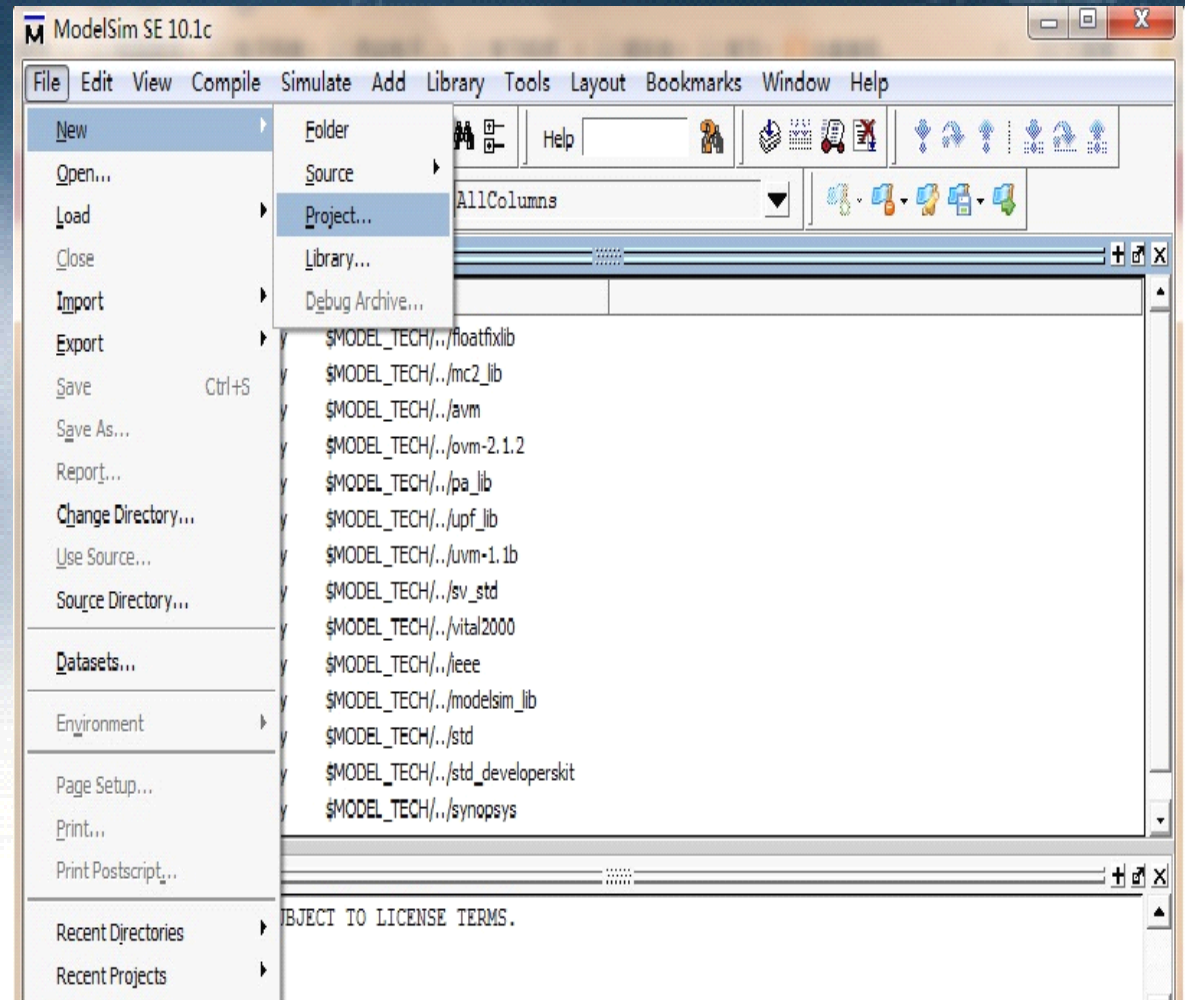 ModelSim SE 10.1c
File Edit View Compile Simulate Add Library Tools Layout Bookmarks Window Help
New
Open...
Load
Close
Import
Export
Save Ctrl+S
Save As...
Report...
Change Directory...
Use Source...
Source Directory...
Datasets...
Environment
Page Setup...
Print...
Print Postscript...
Recent Directories
Recent Projects
Folder
Source
Project...
Library...
Debug Archive...
Help
AllColumns
y $MODEL_TECH/../floatfixlib
y $MODEL_TECH/../mc2_lib
y $MODEL_TECH/../avm
y $MODEL_TECH/../ovm-2.1.2
y $MODEL_TECH/../pa_lib
y $MODEL_TECH/../upf_lib
y $MODEL_TECH/../uvm-1.1b
y $MODEL_TECH/../sv_std
y $MODEL_TECH/../vital2000
y $MODEL_TECH/../ieee
y $MODEL_TECH/../modelsim_lib
y $MODEL_TECH/../std
y $MODEL_TECH/../std_developerskit
y $MODEL_TECH/../synopsys
UBJECT TO LICENSE TERMS.